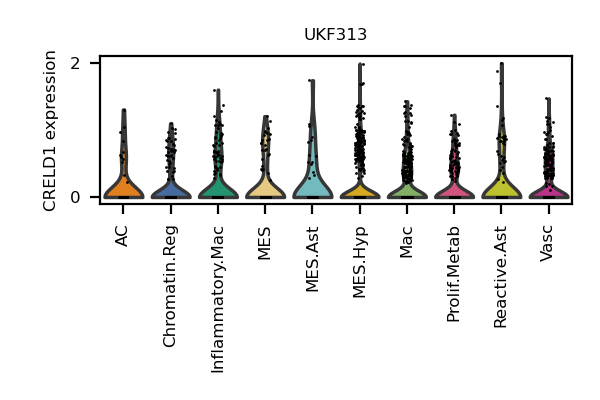 UKF313
CRELD1 expression
2
0
AC
Chromatin.Reg
Inflammatory.Mac
MES
MES.Ast
MES.Hyp
Mac
Prolif.Metab
Reactive.Ast
Vasc